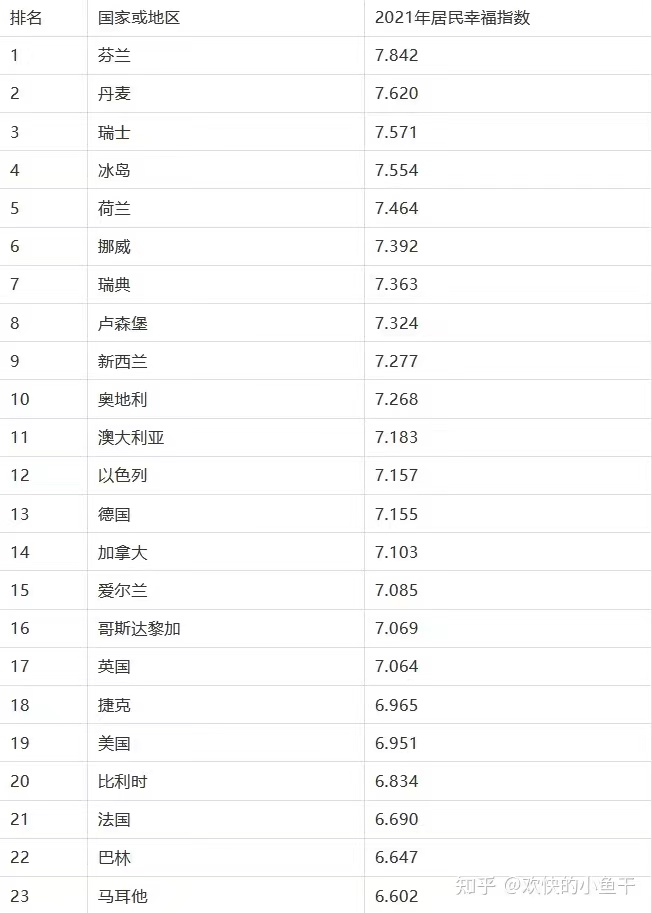 排名 国家或地区 2021年居民幸福指数
1 芬兰 7.842
2 丹麦 7.620
3 瑞士 7.571
4 冰岛 7.554
5 荷兰 7.464
6 挪威 7.392
7 瑞典 7.363
8 卢森堡 7.324
9 新西兰 7.277
10 奥地利 7.268
11 澳大利亚 7.183
12 以色列 7.157
13 德国 7.155
14 加拿大 7.103
15 爱尔兰 7.085
16 哥斯达黎加 7.069
17 英国 7.064
18 捷克 6.965
19 美国 6.951
20 比利时 6.834
21 法国 6.690
22 巴林 6.647
23 马耳他 6.602
知乎 @欢快的小鱼干